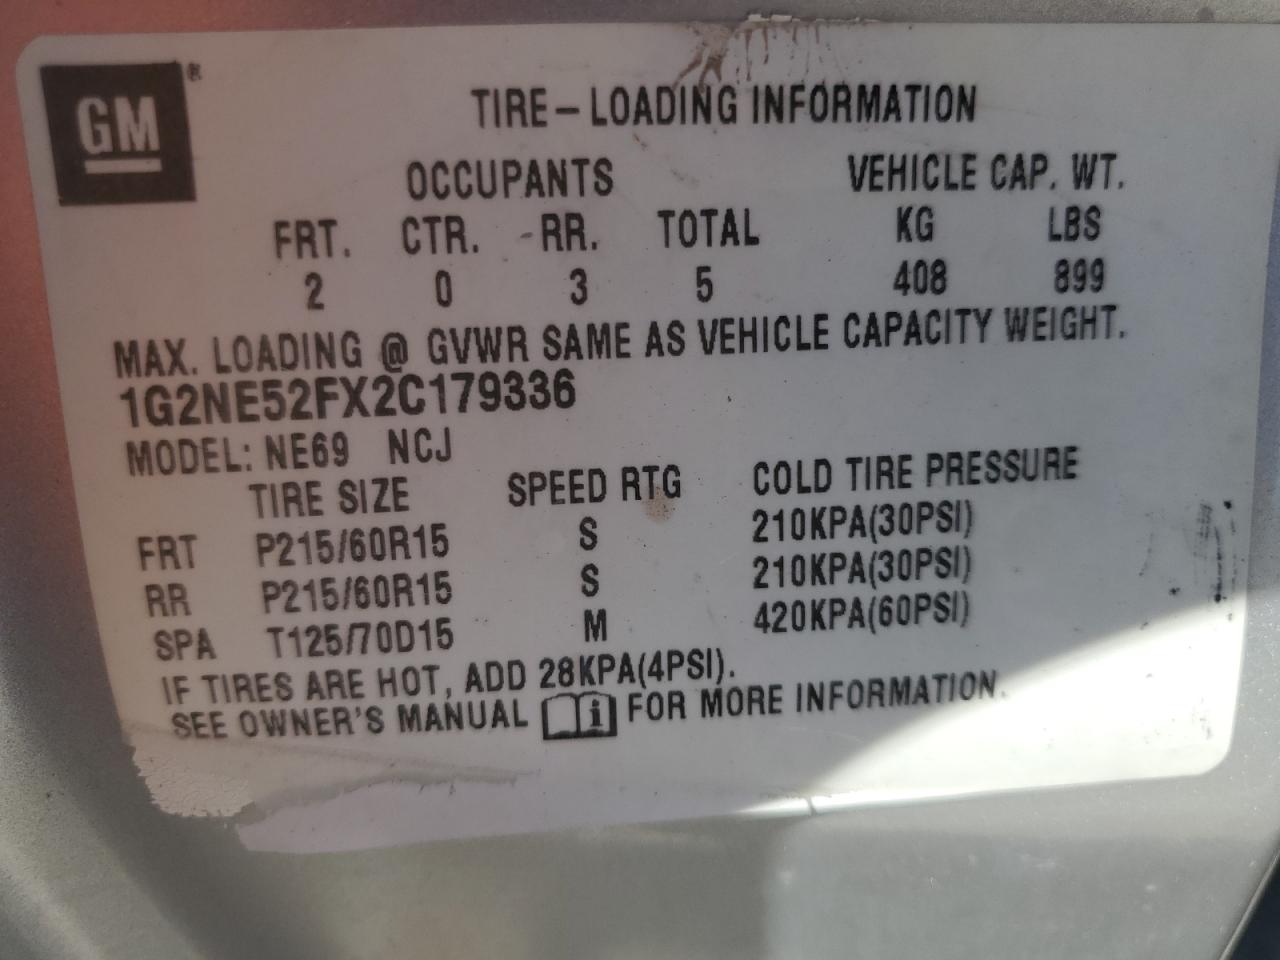 GM ®
TIRE-LOADING INFORMATION
OCCUPANTS VEHICLE CAP. WT.
FRT. CTR. RR. TOTAL KG LBS
2 0 3 5 408 899
MAX. LOADING @ GVWR SAME AS VEHICLE CAPACITY WEIGHT.
1G2NE52FX2C179336
MODEL: NE69 NCJ
TIRE SIZE SPEED RTG COLD TIRE PRESSURE
FRT P215/60R15 S 210KPA(30PSI)
RR P215/60R15 S 210KPA(30PSI)
SPA T125/70D15 M 420KPA(60PSI)
IF TIRES ARE HOT, ADD 28KPA(4PSI).
SEE OWNER'S MANUAL i FOR MORE INFORMATION.